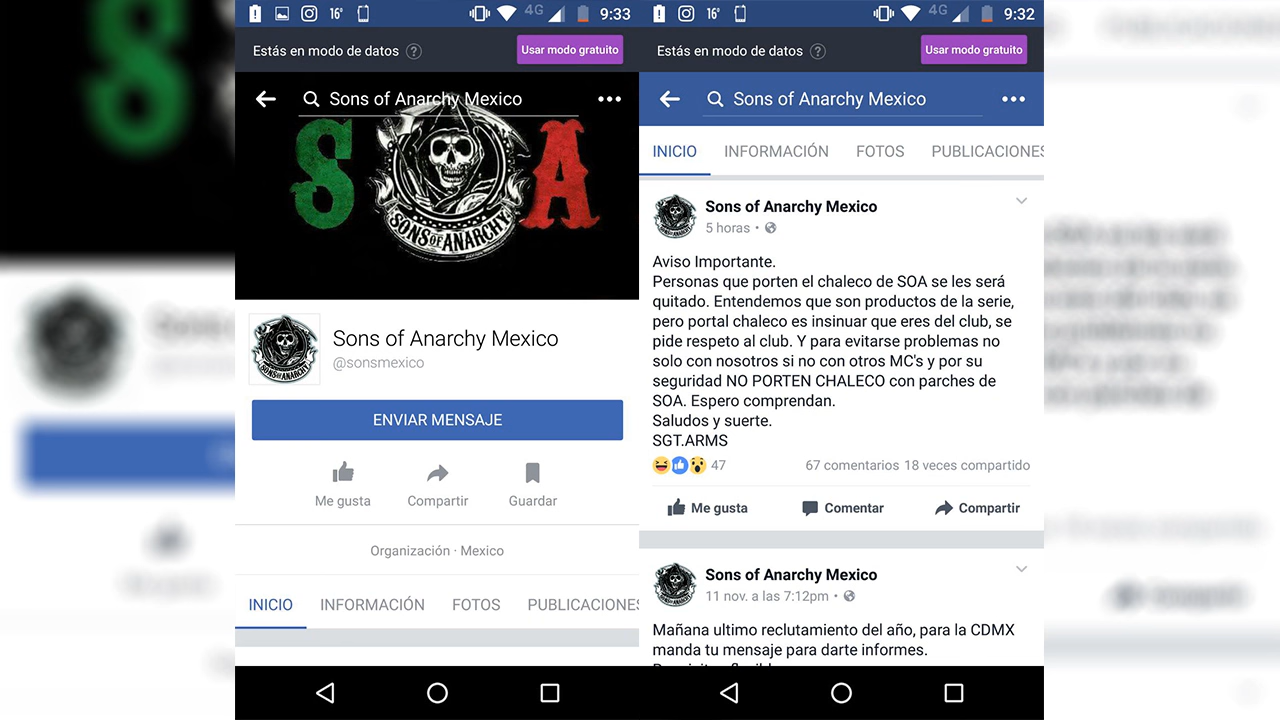 16°
4G
9:33
Estás en modo de datos ?
Usar modo gratuito
Sons of Anarchy Mexico
S A
SONS OF ANARCHY
SONS OF ANARCHY
Sons of Anarchy Mexico
@sonsmexico
ENVIAR MENSAJE
Me gusta Compartir Guardar
Organización · Mexico
INICIO INFORMACIÓN FOTOS PUBLICACIONES
16°
4G
9:32
Estás en modo de datos ?
Usar modo gratuito
Sons of Anarchy Mexico
INICIO INFORMACIÓN FOTOS PUBLICACIONES
Sons of Anarchy Mexico
5 horas ·
Aviso Importante.
Personas que porten el chaleco de SOA se les será
quitado. Entendemos que son productos de la serie,
pero portal chaleco es insinuar que eres del club, se
pide respeto al club. Y para evitarse problemas no
solo con nosotros si no con otros MC's y por su
seguridad NO PORTEN CHALECO con parches de
SOA. Espero comprendan.
Saludos y suerte.
SGT.ARMS
47 67 comentarios 18 veces compartido
Me gusta Comentar Compartir
Sons of Anarchy Mexico
11 nov. a las 7:12pm ·
Mañana ultimo reclutamiento del año, para la CDMX
manda tu mensaje para darte informes.